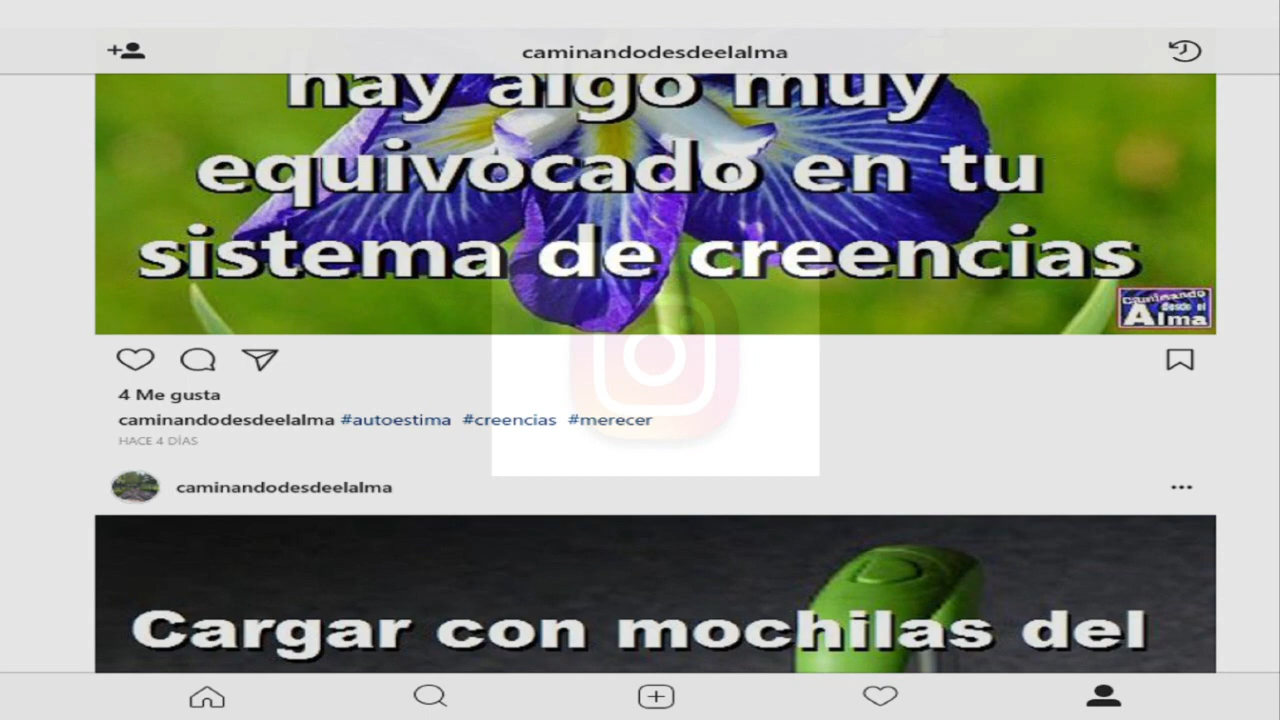 caminandodesdeelalma
hay algo muy
equivocado en tu
sistema de creencias
Caminando
desde el
Alma
4 Me gusta
caminandodesdeelalma #autoestima #creencias #merecer
HACE 4 DÍAS
caminandodesdeelalma
Cargar con mochilas del